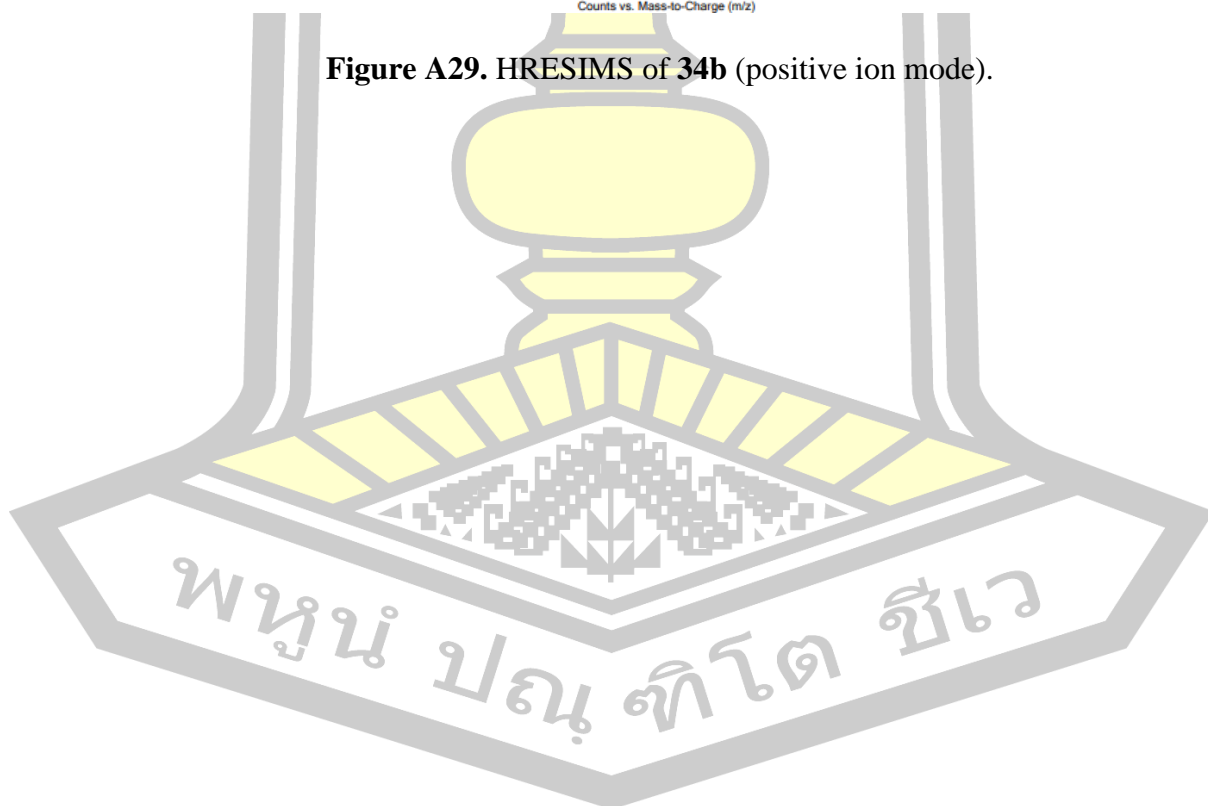 Counts vs. Mass-to-Charge (m/z)
Figure A29. HRESIMS of 34b (positive ion mode).
พหูนํ ปณฺฑิโต ชีเว